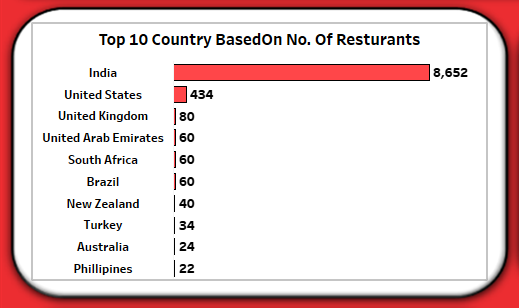 Top 10 Country BasedOn No. Of Resturants
India 8,652
United States 434
United Kingdom 80
United Arab Emirates 60
South Africa 60
Brazil 60
New Zealand 40
Turkey 34
Australia 24
Phillipines 22